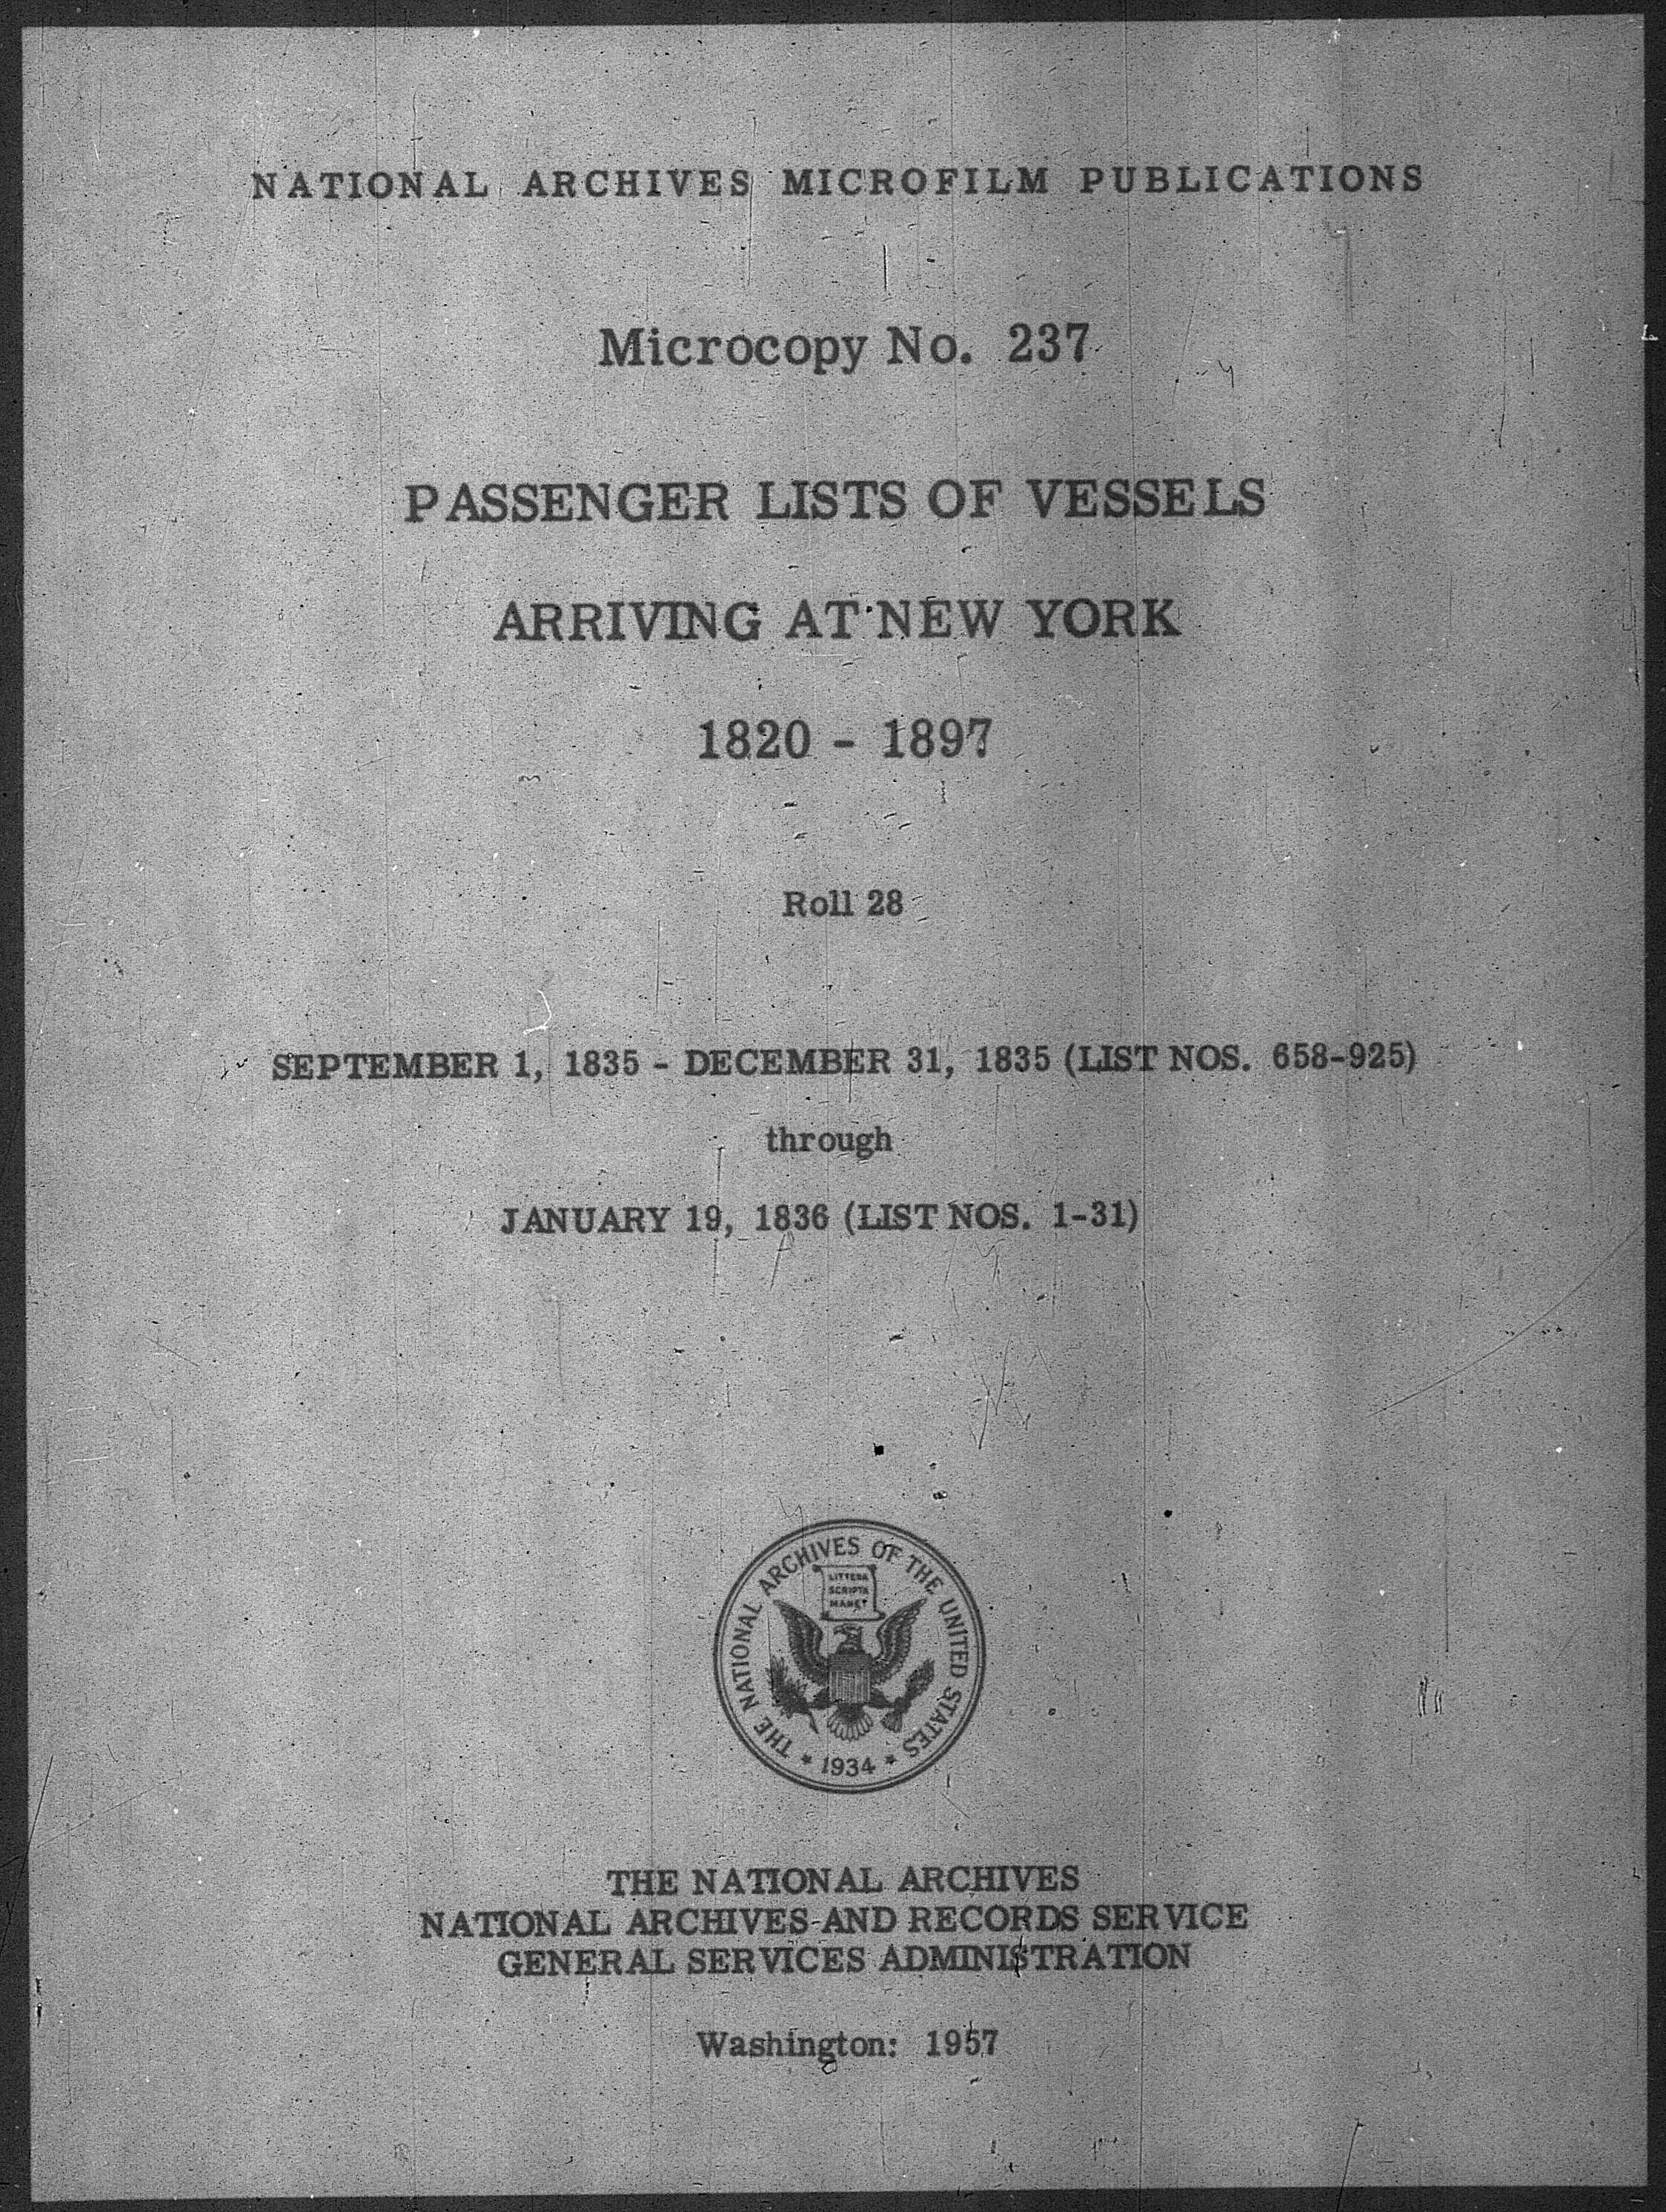 NATIONAL ARCHIVES MICROFILM PUBLICATIONS
Microcopy No. 237
PASSENGER LISTS OF VESSELS
ARRIVING AT NEW YORK
1820 - 1897
Roll 28
SEPTEMBER 1, 1835 - DECEMBER 31, 1835 (LIST NOS. 658-925)
through
JANUARY 19, 1836 (LIST NOS. 1-31)
THE NATIONAL ARCHIVES OF THE UNITED STATES
LITTERA
SCRIPTA
MANET
* 1934 *
THE NATIONAL ARCHIVES
NATIONAL ARCHIVES AND RECORDS SERVICE
GENERAL SERVICES ADMINISTRATION
Washington: 1957